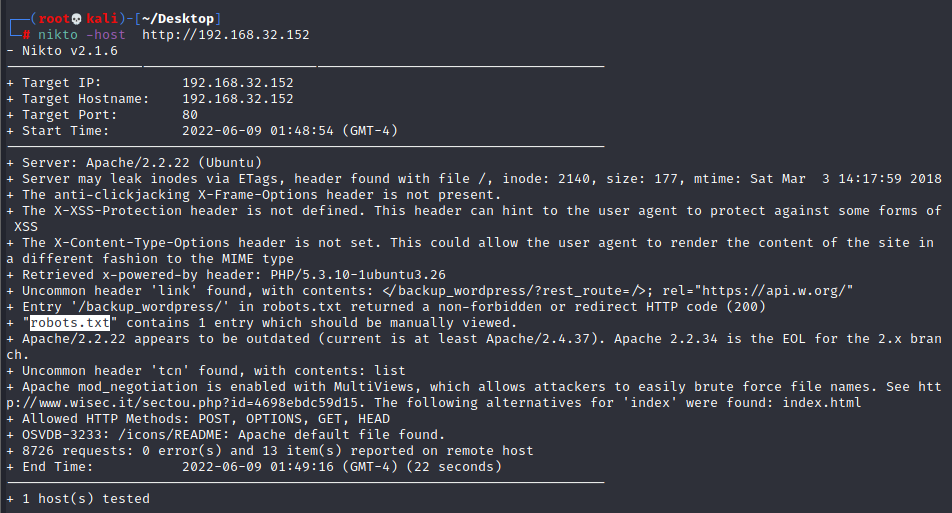 ┌──(root💀kali)-[~/Desktop]
└─# nikto -host  http://192.168.32.152
- Nikto v2.1.6
---------------------------------------------------------------------------
+ Target IP:          192.168.32.152
+ Target Hostname:    192.168.32.152
+ Target Port:        80
+ Start Time:         2022-06-09 01:48:54 (GMT-4)
---------------------------------------------------------------------------
+ Server: Apache/2.2.22 (Ubuntu)
+ Server may leak inodes via ETags, header found with file /, inode: 2140, size: 177, mtime: Sat Mar  3 14:17:59 2018
+ The anti-clickjacking X-Frame-Options header is not present.
+ The X-XSS-Protection header is not defined. This header can hint to the user agent to protect against some forms of
 XSS
+ The X-Content-Type-Options header is not set. This could allow the user agent to render the content of the site in
a different fashion to the MIME type
+ Retrieved x-powered-by header: PHP/5.3.10-1ubuntu3.26
+ Uncommon header 'link' found, with contents: </backup_wordpress/?rest_route=/>; rel="https://api.w.org/"
+ Entry '/backup_wordpress/' in robots.txt returned a non-forbidden or redirect HTTP code (200)
+ "robots.txt" contains 1 entry which should be manually viewed.
+ Apache/2.2.22 appears to be outdated (current is at least Apache/2.4.37). Apache 2.2.34 is the EOL for the 2.x bran
ch.
+ Uncommon header 'tcn' found, with contents: list
+ Apache mod_negotiation is enabled with MultiViews, which allows attackers to easily brute force file names. See htt
p://www.wisec.it/sectou.php?id=4698ebdc59d15. The following alternatives for 'index' were found: index.html
+ Allowed HTTP Methods: POST, OPTIONS, GET, HEAD
+ OSVDB-3233: /icons/README: Apache default file found.
+ 8726 requests: 0 error(s) and 13 item(s) reported on remote host
+ End Time:           2022-06-09 01:49:16 (GMT-4) (22 seconds)
---------------------------------------------------------------------------
+ 1 host(s) tested